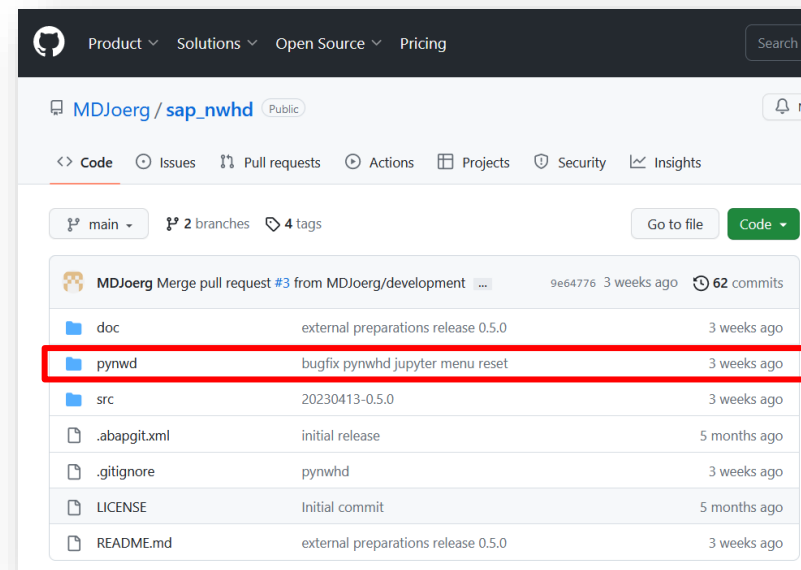 Product Solutions Open Source Pricing Search
MDJoerg / sap_nwhd Public
Code Issues Pull requests Actions Projects Security Insights
main 2 branches 4 tags Go to file Code
MDJoerg Merge pull request #3 from MDJoerg/development ... 9e64776 3 weeks ago 62 commits
doc external preparations release 0.5.0 3 weeks ago
pynwd bugfix pynwhd jupyter menu reset 3 weeks ago
src 20230413-0.5.0 3 weeks ago
.abapgit.xml initial release 5 months ago
.gitignore pynwhd 3 weeks ago
LICENSE Initial commit 5 months ago
README.md external preparations release 0.5.0 3 weeks ago